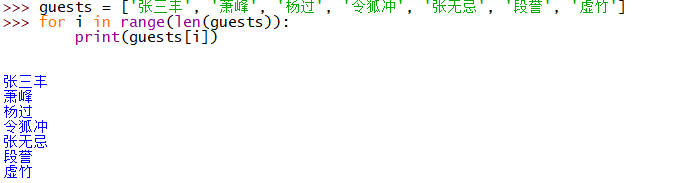 >>> guests = ['张三丰', '萧峰', '杨过', '令狐冲', '张无忌', '段誉', '虚竹']
>>> for i in range(len(guests)):
        print(guests[i])
张三丰
萧峰
杨过
令狐冲
张无忌
段誉
虚竹